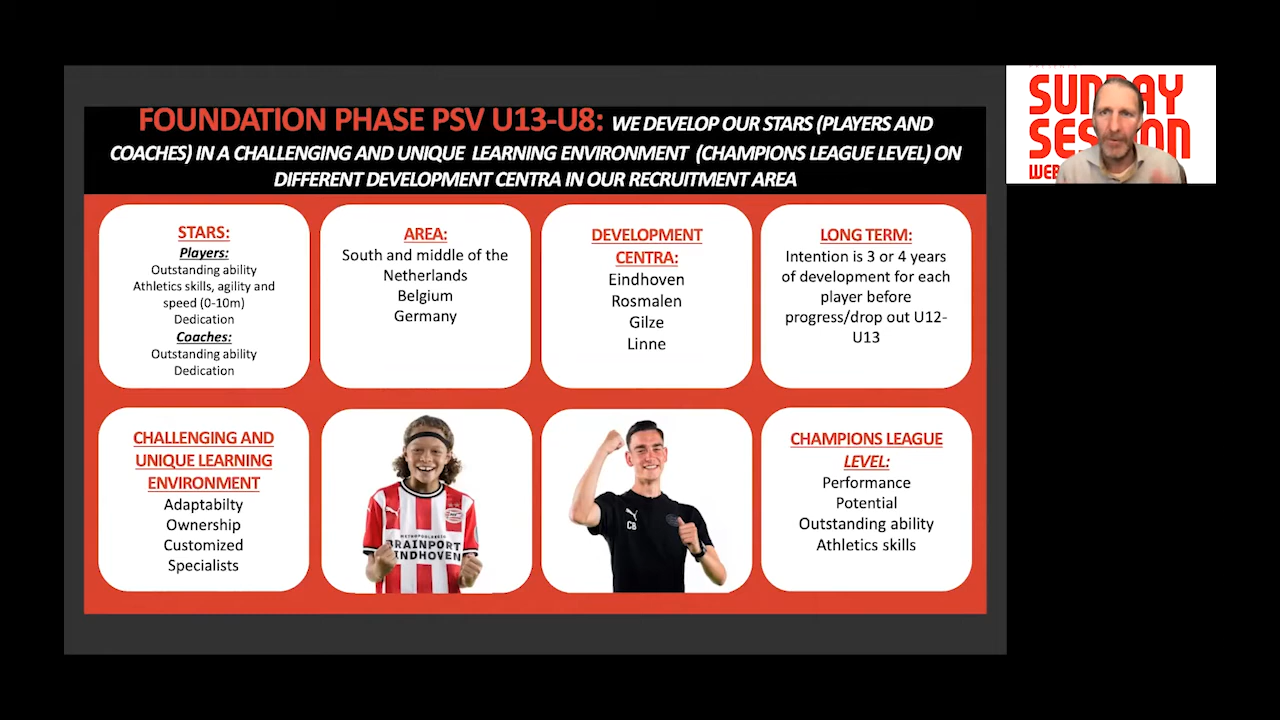 FOUNDATION PHASE PSV U13-U8: WE DEVELOP OUR STARS (PLAYERS AND
COACHES) IN A CHALLENGING AND UNIQUE LEARNING ENVIRONMENT (CHAMPIONS LEAGUE LEVEL) ON
DIFFERENT DEVELOPMENT CENTRA IN OUR RECRUITMENT AREA
STARS:
Players:
Outstanding ability
Athletics skills, agility and
speed (0-10m)
Dedication
Coaches:
Outstanding ability
Dedication
AREA:
South and middle of the
Netherlands
Belgium
Germany
DEVELOPMENT
CENTRA:
Eindhoven
Rosmalen
Gilze
Linne
LONG TERM:
Intention is 3 or 4 years
of development for each
player before
progress/drop out U12-
U13
CHALLENGING AND
UNIQUE LEARNING
ENVIRONMENT
Adaptabilty
Ownership
Customized
Specialists
BRAINPORT
EINDHOVEN
CB
CHAMPIONS LEAGUE
LEVEL:
Performance
Potential
Outstanding ability
Athletics skills
SUNDAY
SESSION